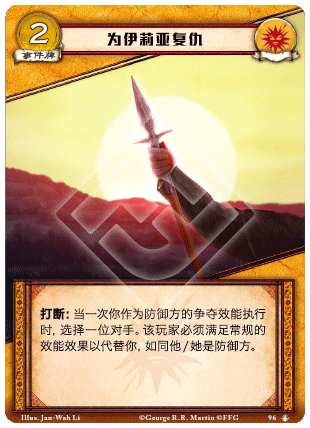 2
事件牌
为伊莉亚复仇
打断：当一次你作为防御方的争夺效能执行
时，选择一位对手。该玩家必须满足常规的
效能效果以代替你，如同他/她是防御方。
Illus. Jan-Wah Li
©George R.R. Martin ©FFG
96